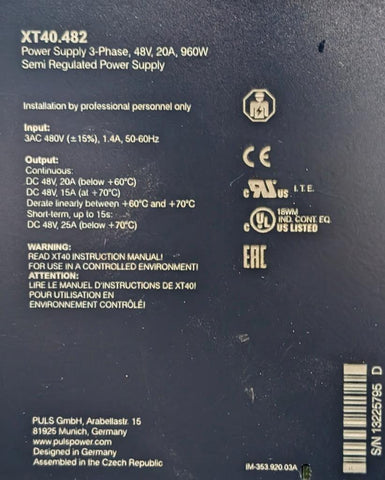 XT40.482
Power Supply 3-Phase, 48V, 20A, 960W
Semi Regulated Power Supply
Installation by professional personnel only
Input:
3AC 480V (±15%), 1.4A, 50-60Hz
Output:
Continuous:
DC 48V, 20A (below +60°C)
DC 48V, 15A (at +70°C)
Derate linearly between +60°C and +70°C
Short-term, up to 15s:
DC 48V, 25A (below +70°C)
WARNING:
READ XT40 INSTRUCTION MANUAL!
FOR USE IN A CONTROLLED ENVIRONMENT!
ATTENTION:
LIRE LE MANUEL D'INSTRUCTIONS DE XT40!
POUR UTILISATION EN
ENVIRONNEMENT CONTRÔLÉ!
CE
c RU US I.T.E.
c UL 18WM
IND. CONT. EQ.
US LISTED
EAC
PULS GmbH, Arabellastr. 15
81925 Munich, Germany
www.pulspower.com
Designed in Germany
Assembled in the Czech Republic
IM-353.920.03A
S/N 13225795 D